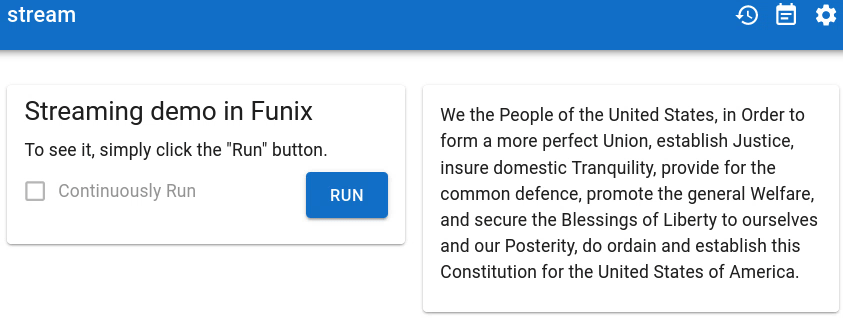 stream
Streaming demo in Funix
To see it, simply click the "Run" button.
Continuously Run
RUN
We the People of the United States, in Order to
form a more perfect Union, establish Justice,
insure domestic Tranquility, provide for the
common defence, promote the general Welfare,
and secure the Blessings of Liberty to ourselves
and our Posterity, do ordain and establish this
Constitution for the United States of America.